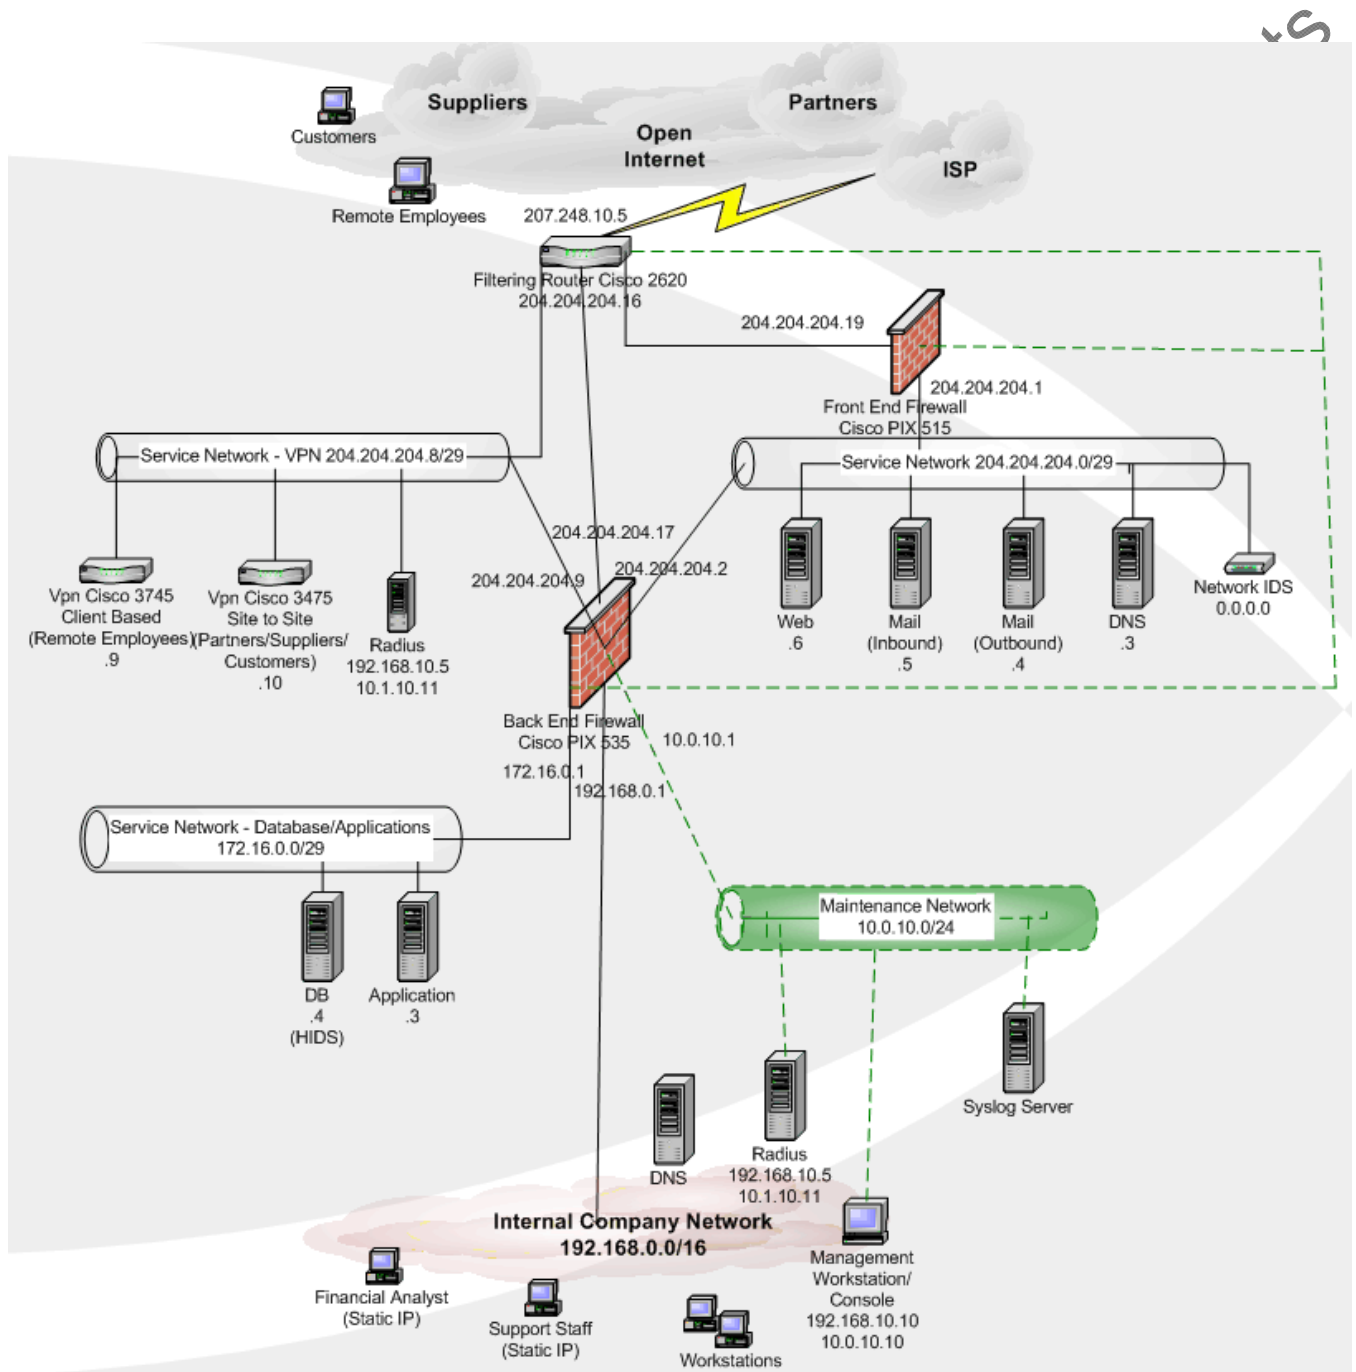 ts
Suppliers
Partners
Customers
Open
Internet
ISP
Remote Employees
207.248.10.5
Filtering Router Cisco 2620
204.204.204.16
204.204.204.19
204.204.204.1
Front End Firewall
Cisco PIX 515
Service Network - VPN 204.204.204.8/29
Service Network 204.204.204.0/29
204.204.204.17
204.204.204.9
204.204.204.2
Vpn Cisco 3745
Client Based
(Remote Employees)
.9
Vpn Cisco 3475
Site to Site
(Partners/Suppliers/
Customers)
.10
Radius
192.168.10.5
10.1.10.11
Web
.6
Mail
(Inbound)
.5
Mail
(Outbound)
.4
DNS
.3
Network IDS
0.0.0.0
Back End Firewall
Cisco PIX 535
10.0.10.1
172.16.0.1
192.168.0.1
Service Network - Database/Applications
172.16.0.0/29
DB
.4
(HIDS)
Application
.3
Maintenance Network
10.0.10.0/24
Syslog Server
DNS
Radius
192.168.10.5
10.1.10.11
Internal Company Network
192.168.0.0/16
Management
Workstation/
Console
192.168.10.10
10.0.10.10
Financial Analyst
(Static IP)
Support Staff
(Static IP)
Workstations